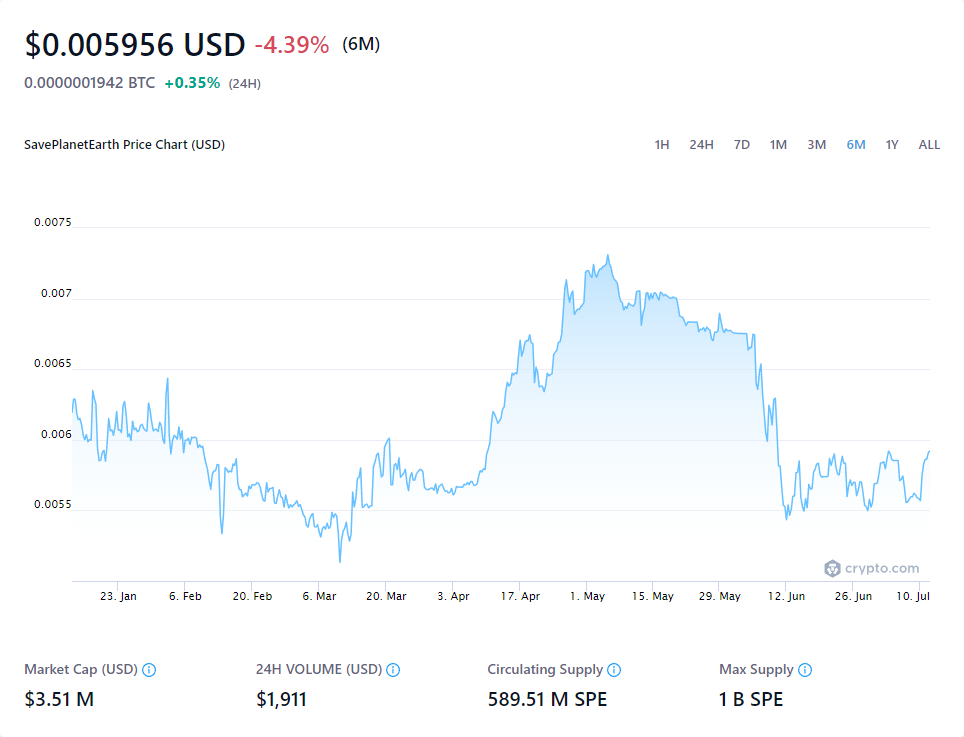 $0.005956 USD -4.39% (6M)
0.0000001942 BTC +0.35% (24H)
SavePlanetEarth Price Chart (USD) 1H 24H 7D 1M 3M 6M 1Y ALL
0.0075
0.007
0.0065
0.006
0.0055
crypto.com
23. Jan 6. Feb 20. Feb 6. Mar 20. Mar 3. Apr 17. Apr 1. May 15. May 29. May 12. Jun 26. Jun 10. Jul
Market Cap (USD) 24H VOLUME (USD) Circulating Supply Max Supply
$3.51 M $1,911 589.51 M SPE 1 B SPE